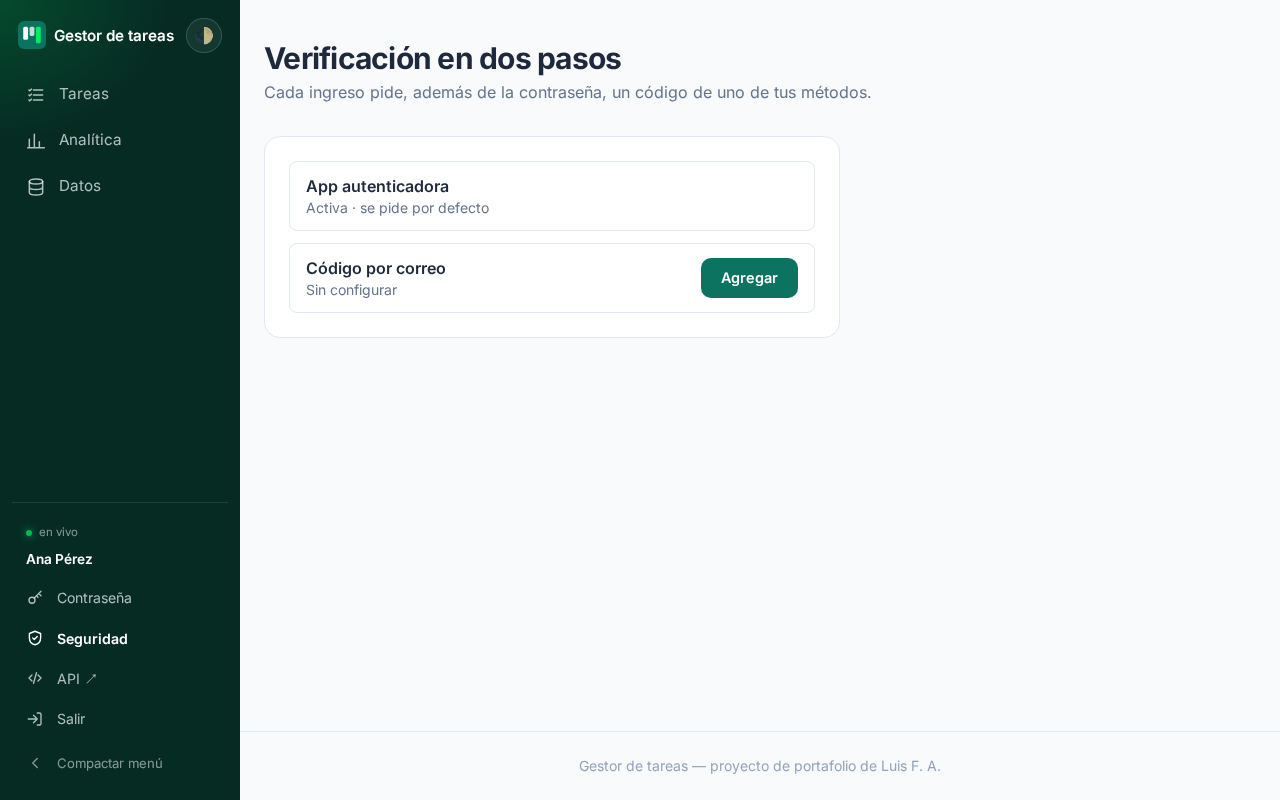 Gestor de tareas
Tareas
Analítica
Datos
en vivo
Ana Pérez
Contraseña
Seguridad
API ↗
Salir
Compactar menú
Verificación en dos pasos
Cada ingreso pide, además de la contraseña, un código de uno de tus métodos.
App autenticadora
Activa · se pide por defecto
Código por correo
Sin configurar
Agregar
Gestor de tareas — proyecto de portafolio de Luis F. A.